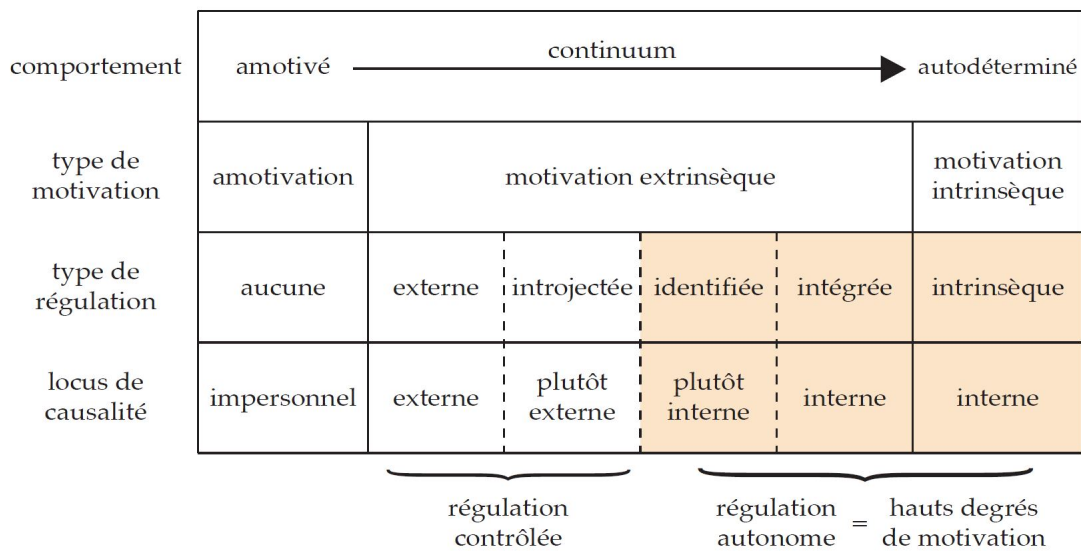 comportement
amotivé
continuum
autodéterminé
type de
motivation
amotivation
motivation extrinsèque
motivation
intrinsèque
type de
régulation
aucune
externe
introjectée
identifiée
intégrée
intrinsèque
locus de
causalité
impersonnel
externe
plutôt
externe
plutôt
interne
interne
interne
régulation
contrôlée
régulation
autonome
=
hauts degrés
de motivation